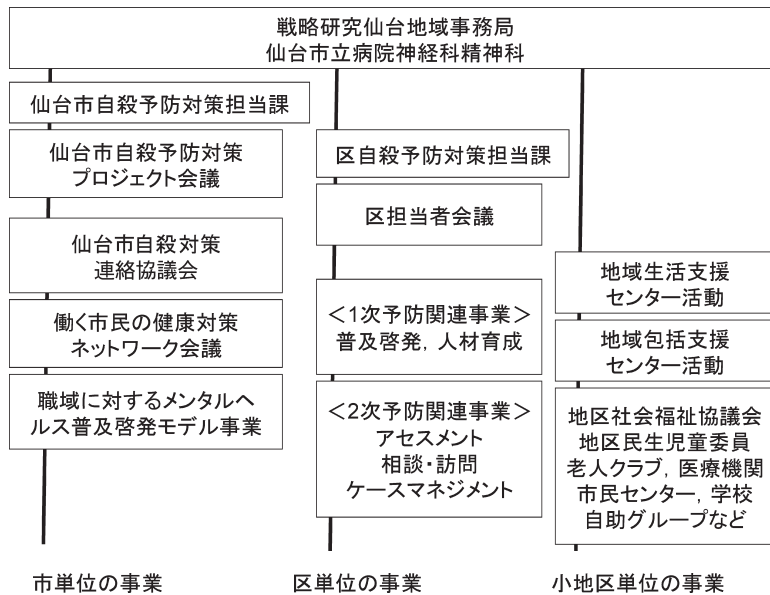 戦略研究仙台地域事務局
仙台市立病院神経科精神科
仙台市自殺予防対策担当課
仙台市自殺予防対策
プロジェクト会議
仙台市自殺対策
連絡協議会
働く市民の健康対策
ネットワーク会議
職域に対するメンタルヘ
ルス普及啓発モデル事業
市単位の事業
区自殺予防対策担当課
区担当者会議
＜1次予防関連事業＞
普及啓発，人材育成
＜2次予防関連事業＞
アセスメント
相談・訪問
ケースマネジメント
区単位の事業
地域生活支援
センター活動
地域包括支援
センター活動
地区社会福祉協議会
地区民生児童委員
老人クラブ，医療機関
市民センター，学校
自助グループなど
小地区単位の事業